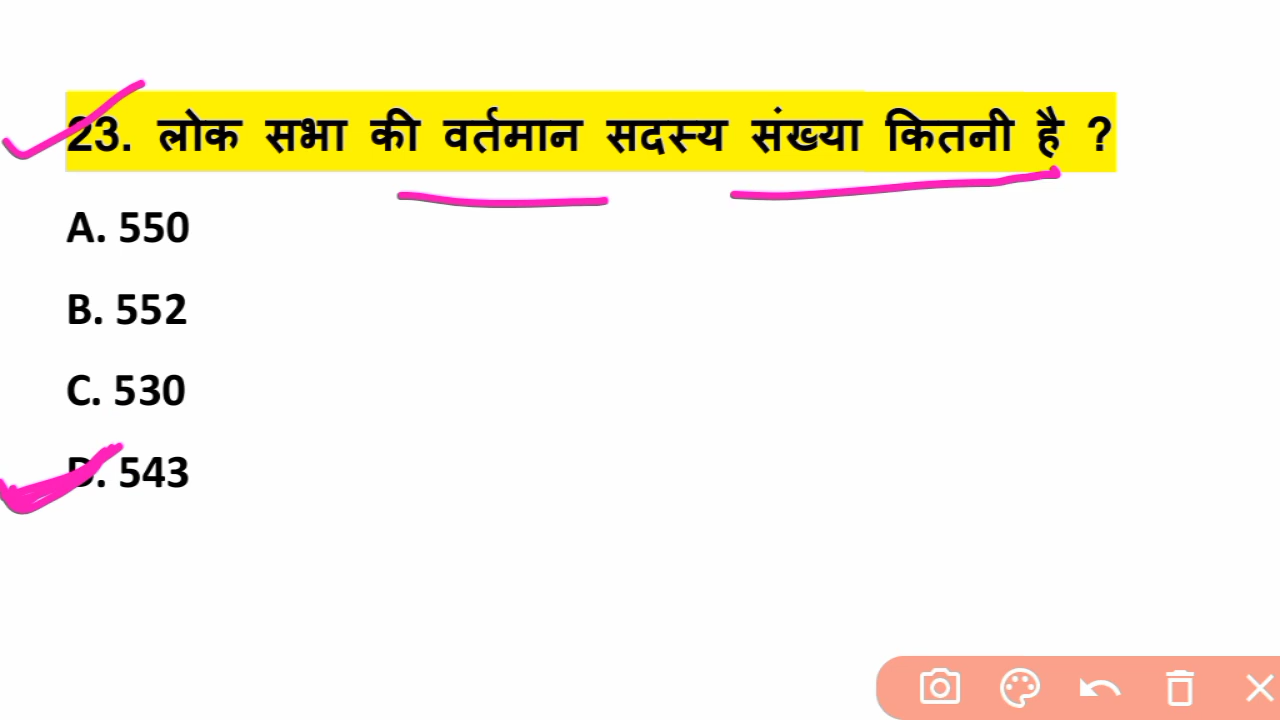 23. लोक सभा की वर्तमान सदस्य संख्या कितनी है ?
A. 550
B. 552
C. 530
D. 543